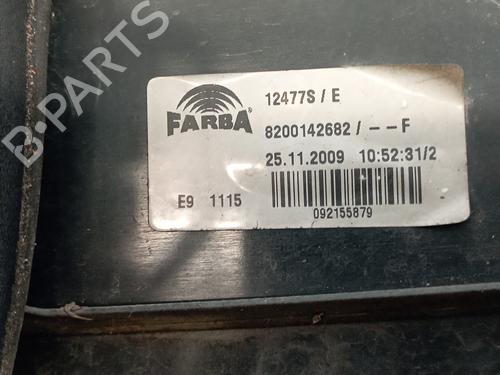 B-PARTS
12477S / E
FARBA
8200142682 / - - F
25.11.2009 10:52:31/2
E9 1115
092155879